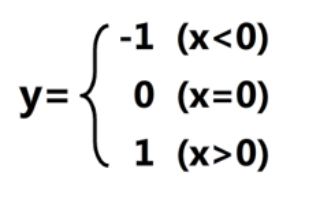 -1 (x<0)
y= 0 (x=0)
1 (x>0)